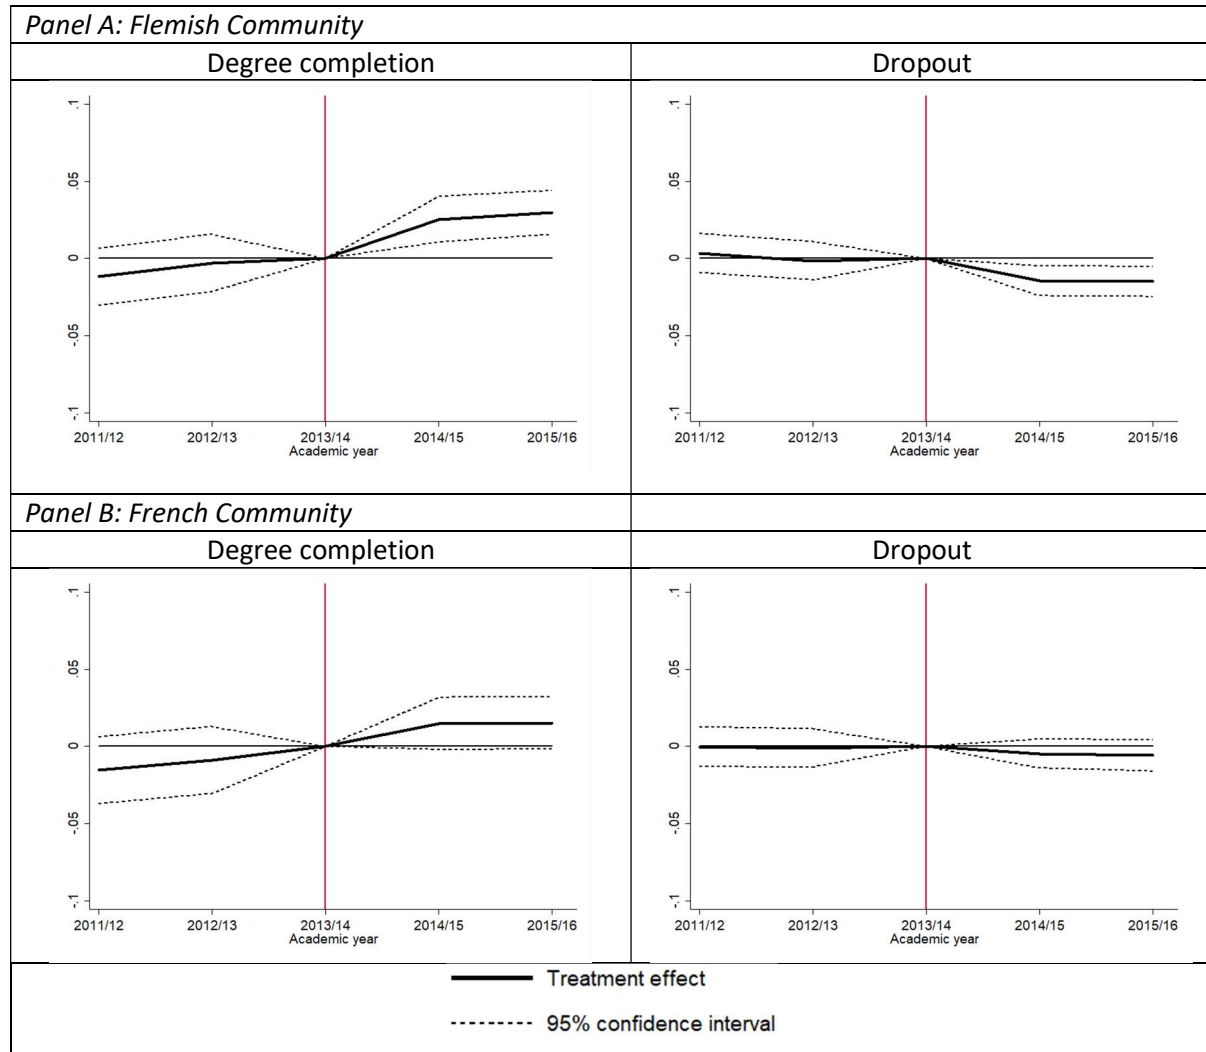 Panel A: Flemish Community
Degree completion
Dropout
.1
.05
0
-.05
-.1
2011/12 2012/13 2013/14 2014/15 2015/16
Academic year
.1
.05
0
-.05
-.1
2011/12 2012/13 2013/14 2014/15 2015/16
Academic year
Panel B: French Community
Degree completion
Dropout
.1
.05
0
-.05
-.1
2011/12 2012/13 2013/14 2014/15 2015/16
Academic year
.1
.05
0
-.05
-.1
2011/12 2012/13 2013/14 2014/15 2015/16
Academic year
Treatment effect
95% confidence interval